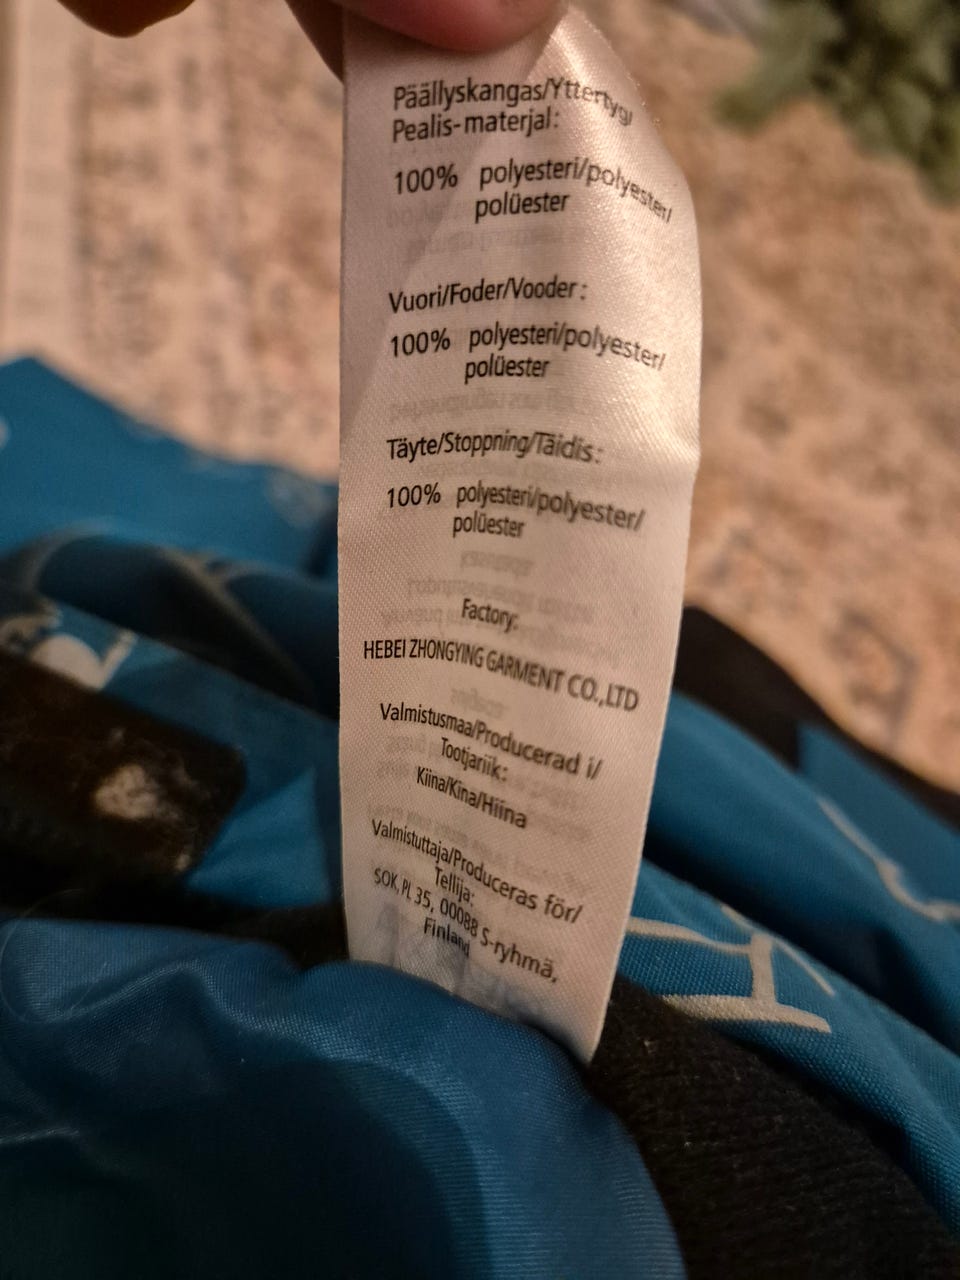 Päällyskangas/Yttertyg/
Pealis-materjal:
100% polyesteri/polyester/
polüester
Vuori/Foder/Vooder:
100% polyesteri/polyester/
polüester
Täyte/Stoppning/Täidis:
100% polyesteri/polyester/
polüester
Factory:
HEBEI ZHONGYING GARMENT CO.,LTD
Valmistusmaa/Producerad i/
Tootjariik:
Kiina/Kina/Hiina
Valmistuttaja/Produceras för/
Tellija:
SOK, PL 35, 00088 S-ryhmä,
Finland